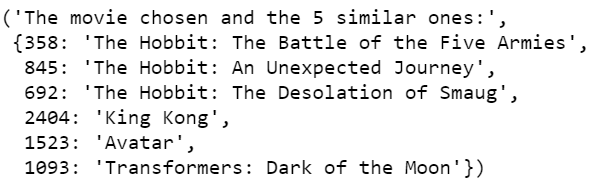 ('The movie chosen and the 5 similar ones:',
{358: 'The Hobbit: The Battle of the Five Armies',
845: 'The Hobbit: An Unexpected Journey',
692: 'The Hobbit: The Desolation of Smaug',
2404: 'King Kong',
1523: 'Avatar',
1093: 'Transformers: Dark of the Moon'})